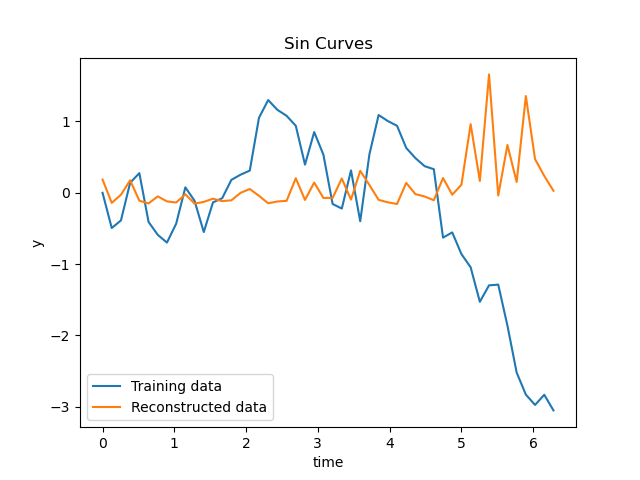 Sin Curves
y
1
0
−1
−2
−3
Training data
Reconstructed data
0 1 2 3 4 5 6
time